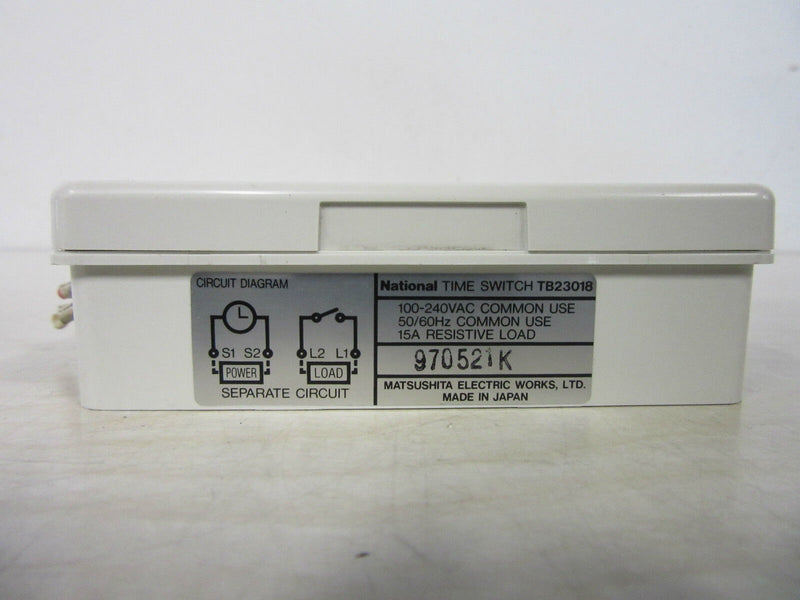 CIRCUIT DIAGRAM
S1 S2
POWER
L2 L1
LOAD
SEPARATE CIRCUIT
National TIME SWITCH TB23018
100-240VAC COMMON USE
50/60Hz COMMON USE
15A RESISTIVE LOAD
970521K
MATSUSHITA ELECTRIC WORKS, LTD.
MADE IN JAPAN